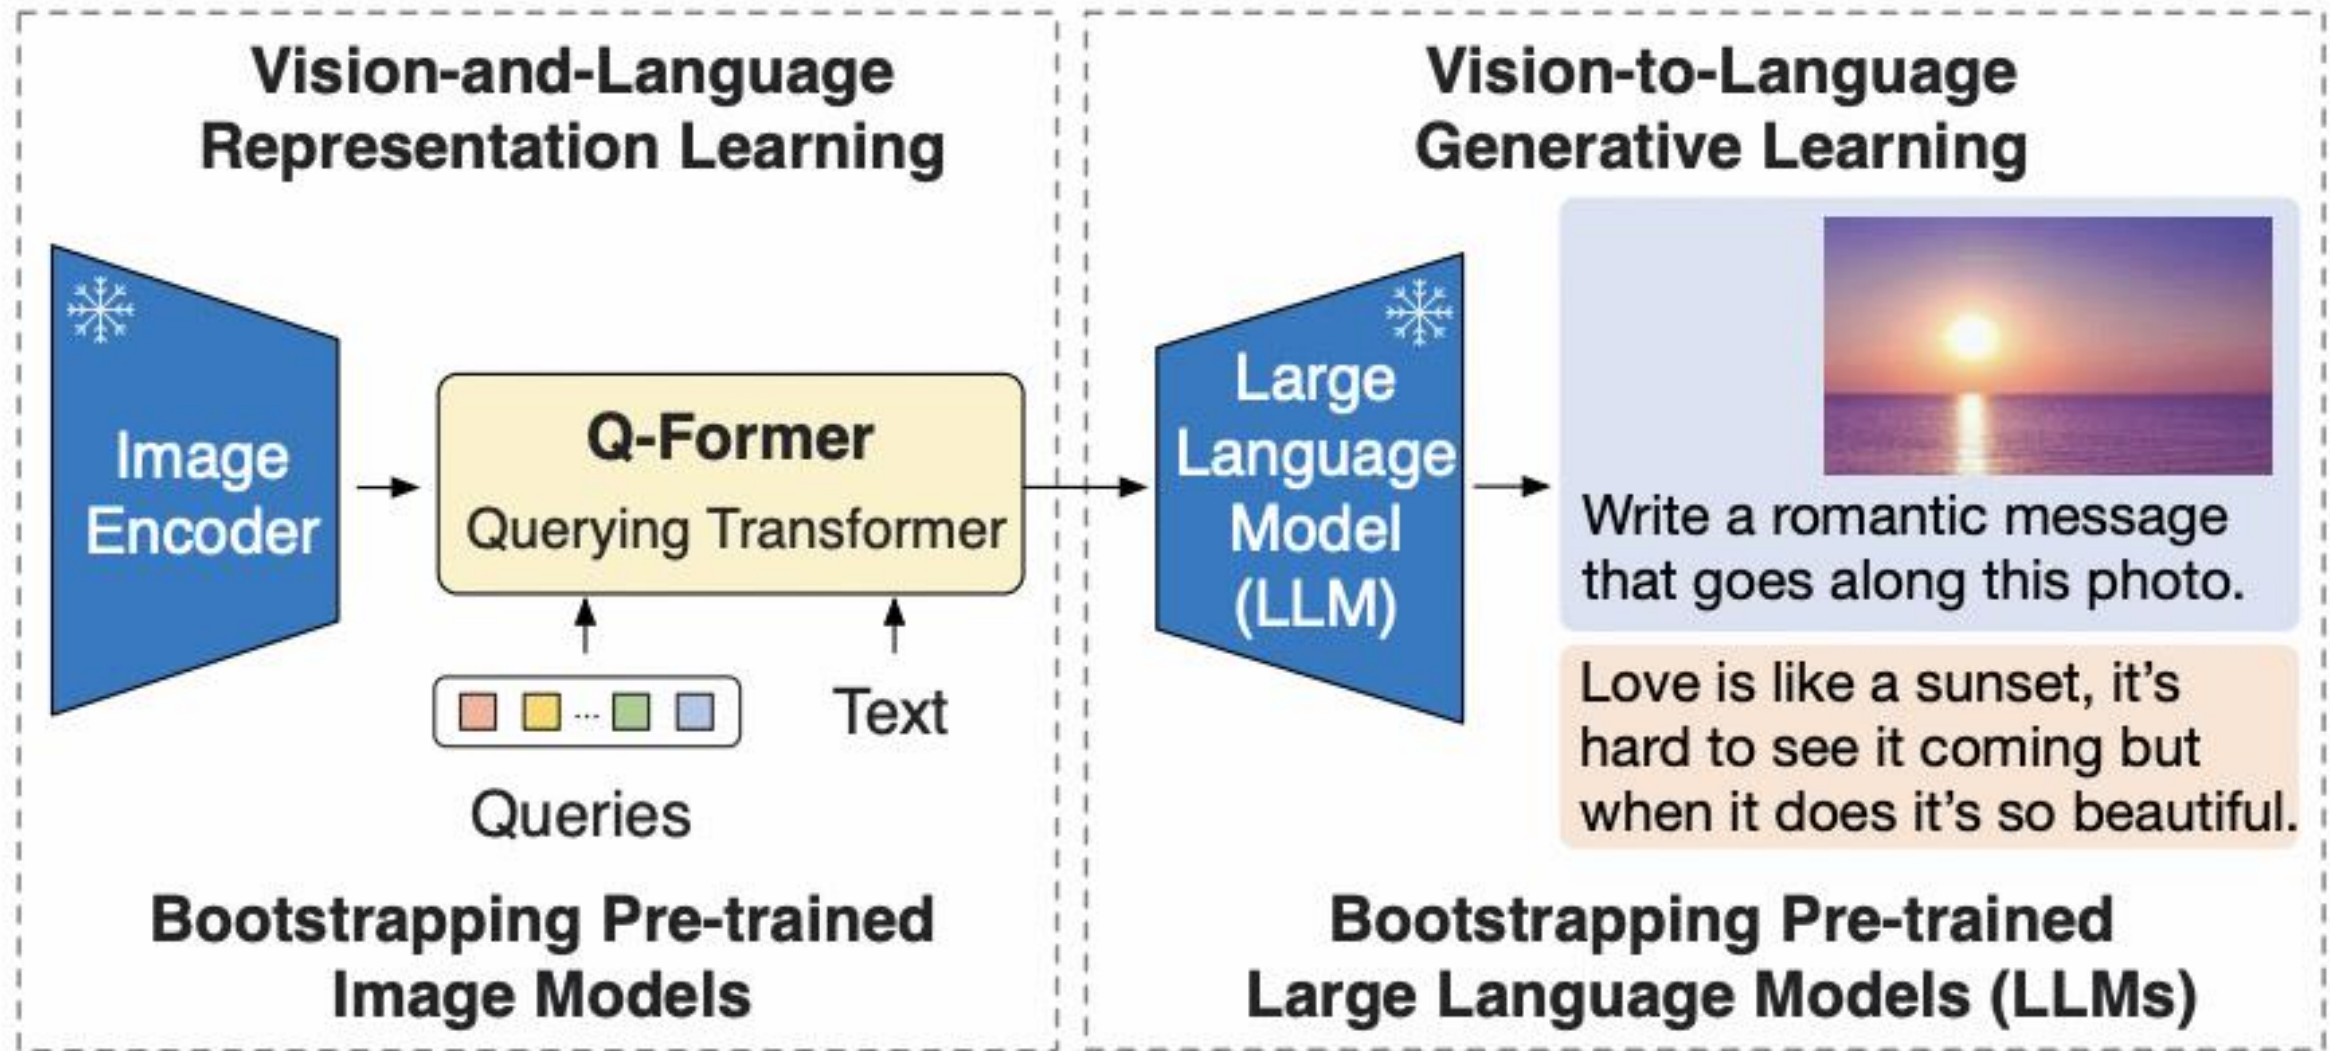 Vision-and-Language
Representation Learning
Image
Encoder
Q-Former
Querying Transformer
...
Queries
Text
Bootstrapping Pre-trained
Image Models
Vision-to-Language
Generative Learning
Large
Language
Model
(LLM)
Write a romantic message
that goes along this photo.
Love is like a sunset, it's
hard to see it coming but
when it does it's so beautiful.
Bootstrapping Pre-trained
Large Language Models (LLMs)